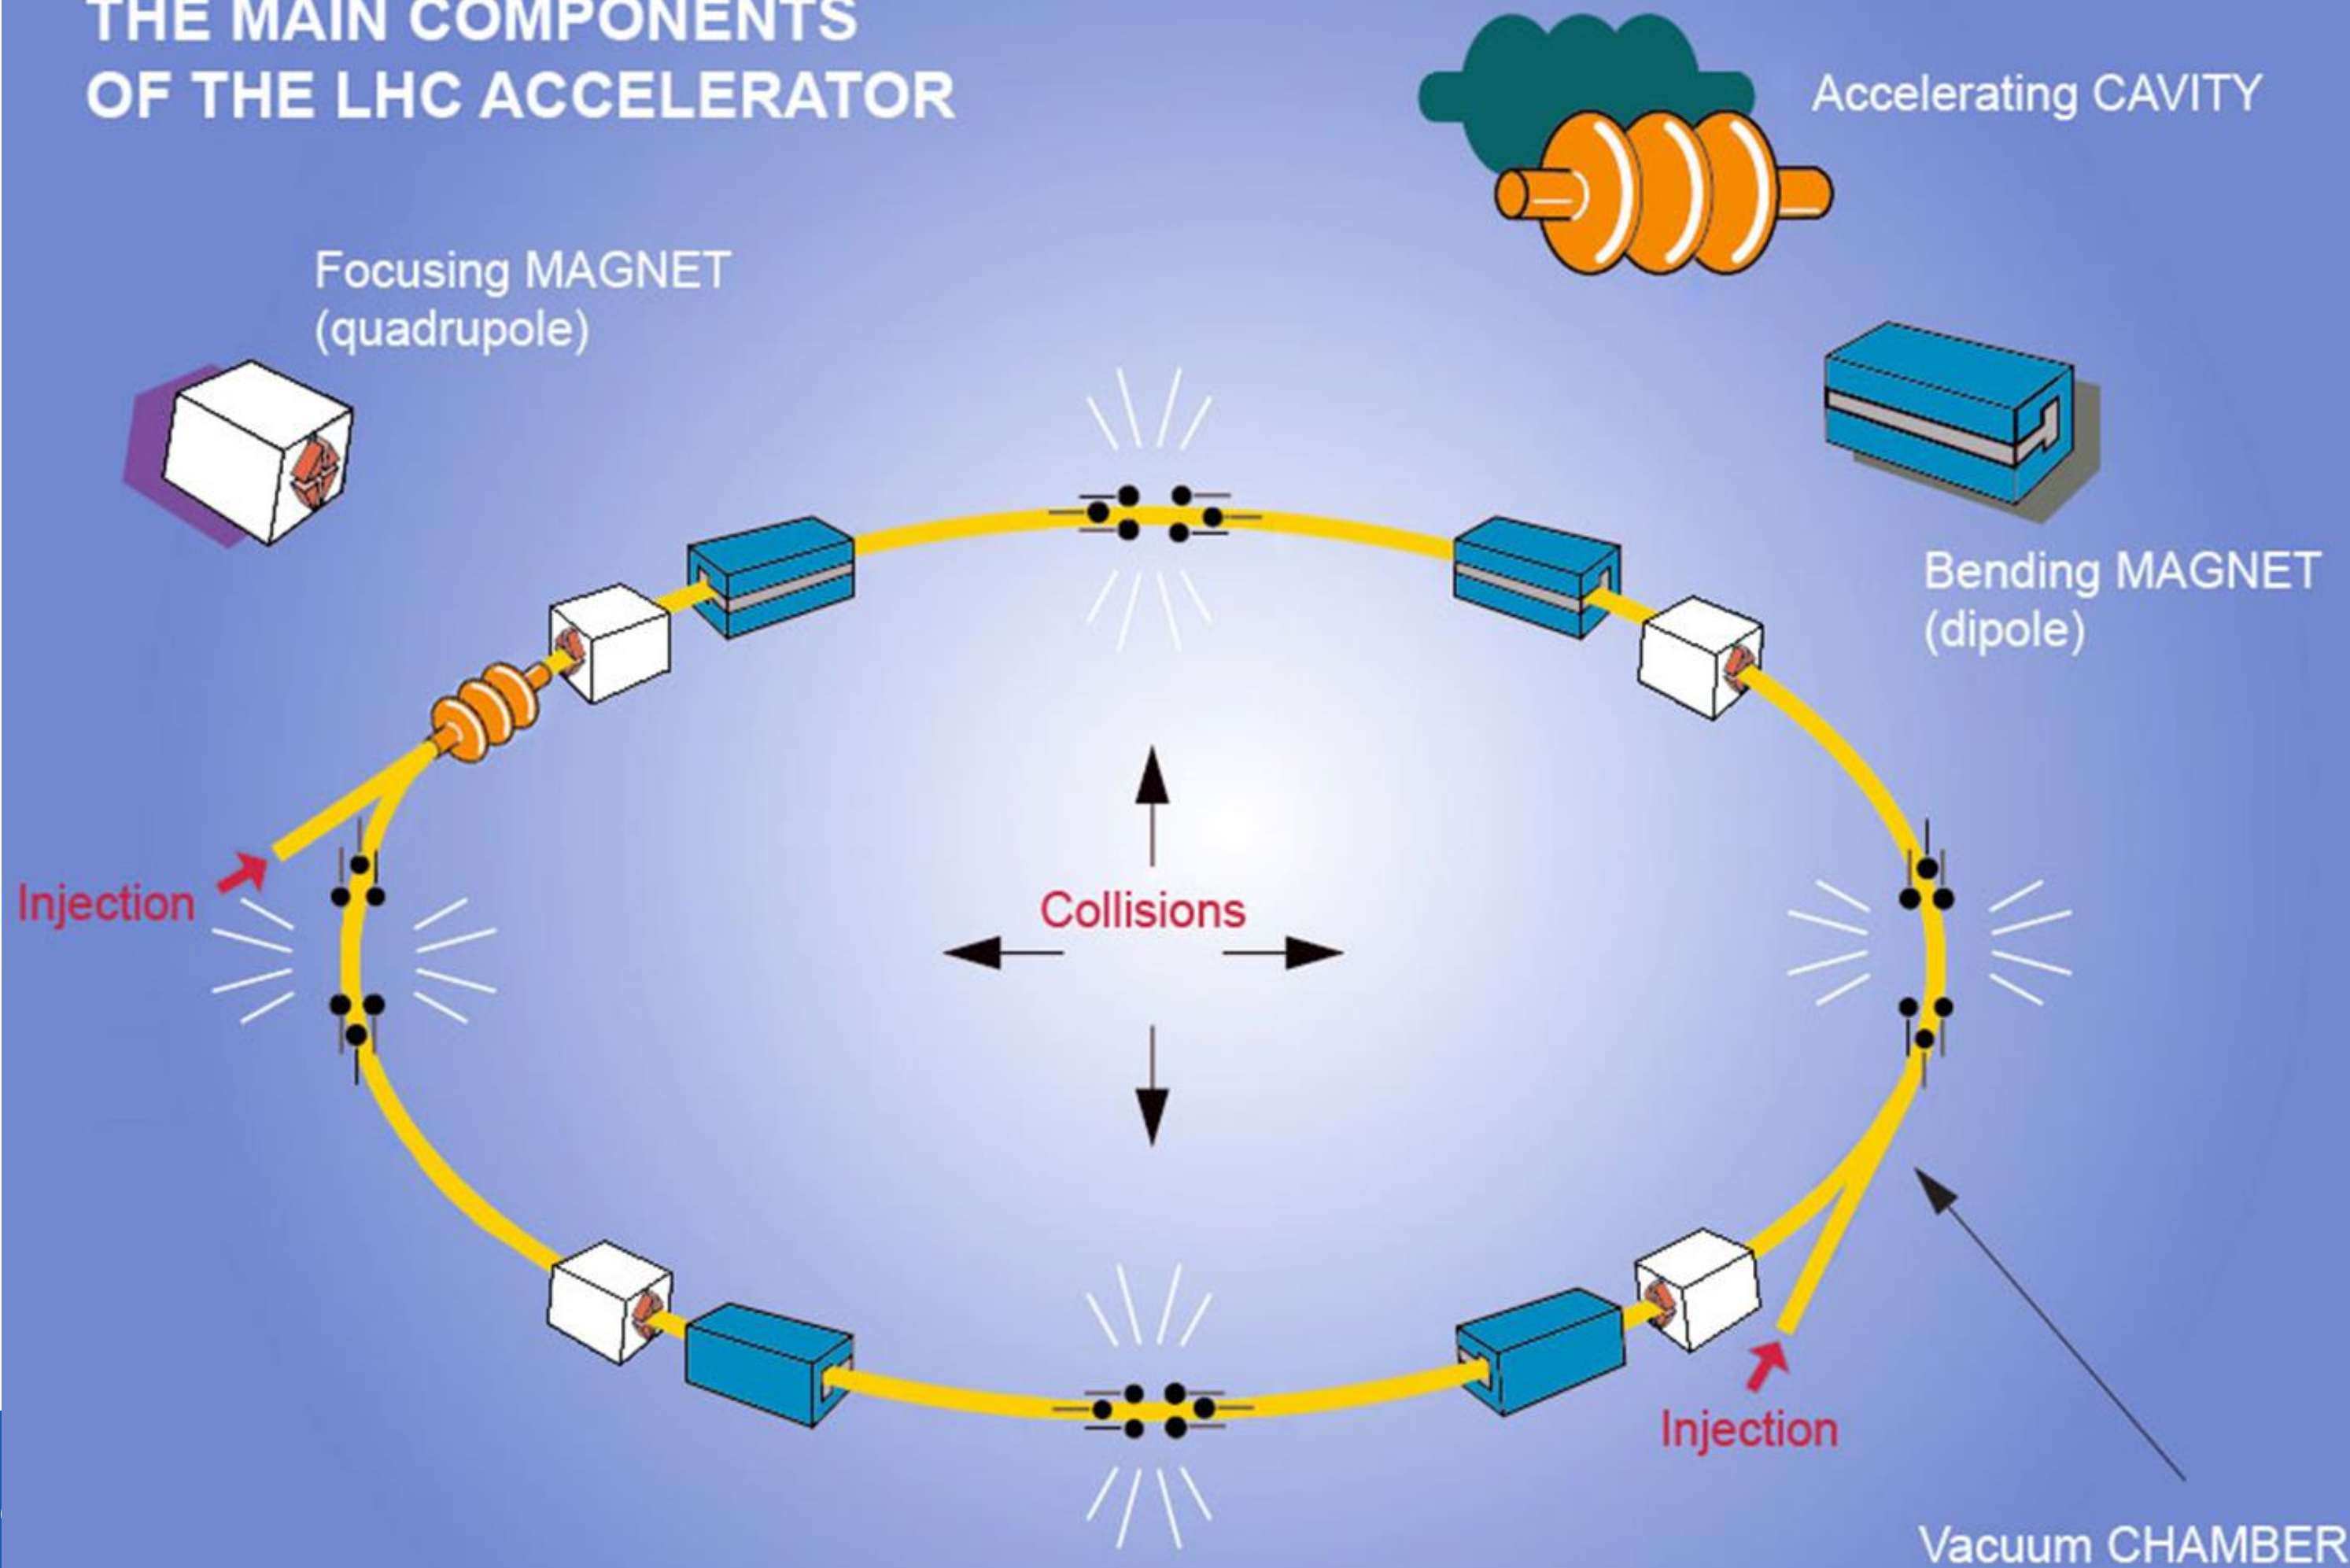 THE MAIN COMPONENTS
OF THE LHC ACCELERATOR
Accelerating CAVITY
Focusing MAGNET
(quadrupole)
Bending MAGNET
(dipole)
Injection
Collisions
Injection
Vacuum CHAMBER